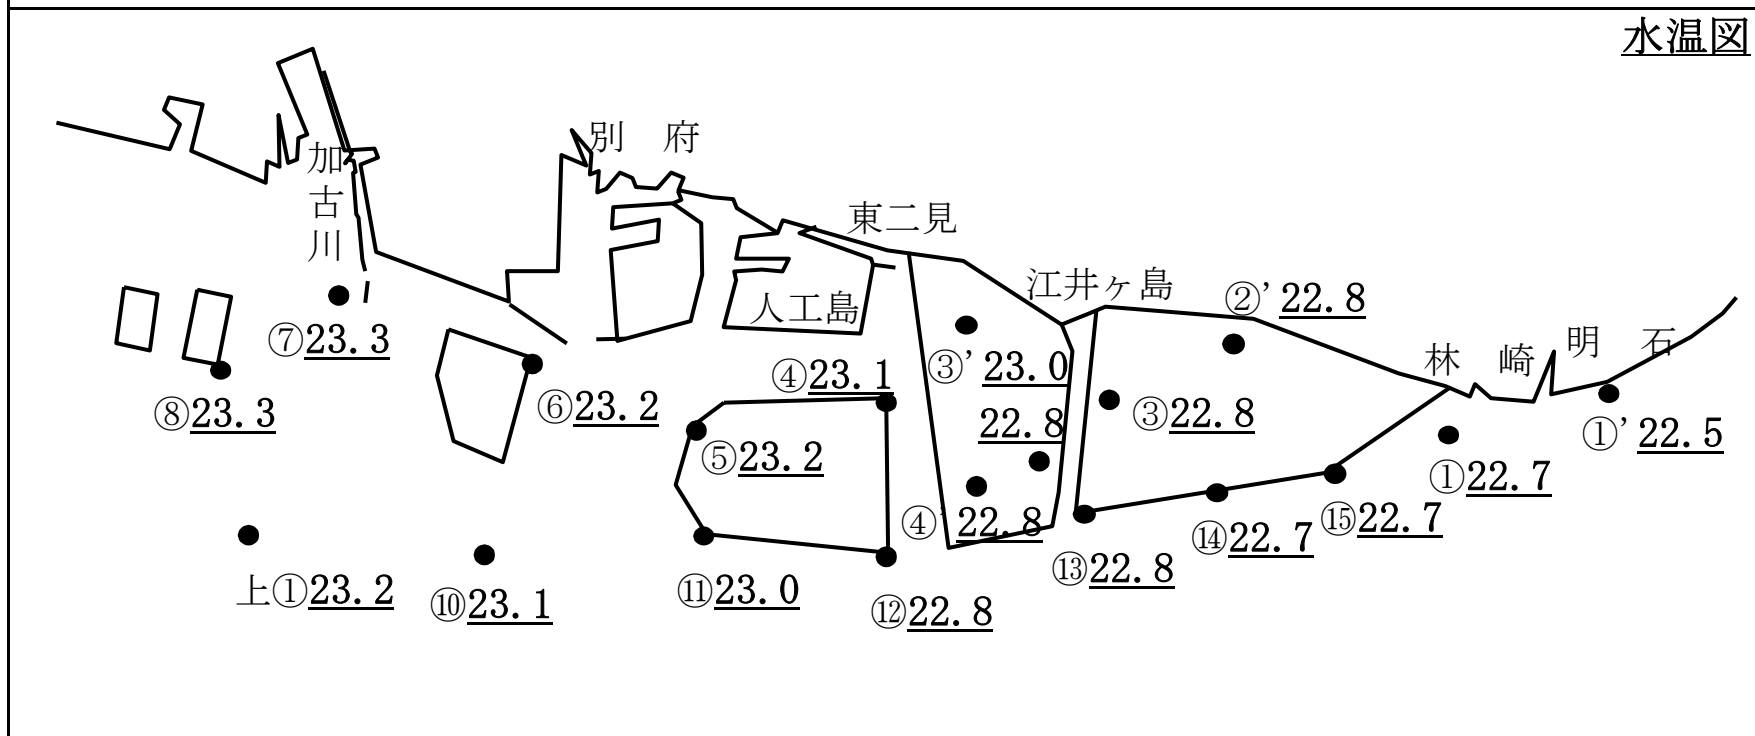 水温図
別　府
加古川
東二見
江井ヶ島
人工島
②’22.8
林　崎
明　石
⑦23.3
③’23.0
④23.1
⑧23.3
⑥23.2
22.8
③22.8
①’22.5
⑤23.2
①22.7
④’22.8
⑮22.7
⑭22.7
⑬22.8
上①23.2
⑩23.1
⑪23.0
⑫22.8